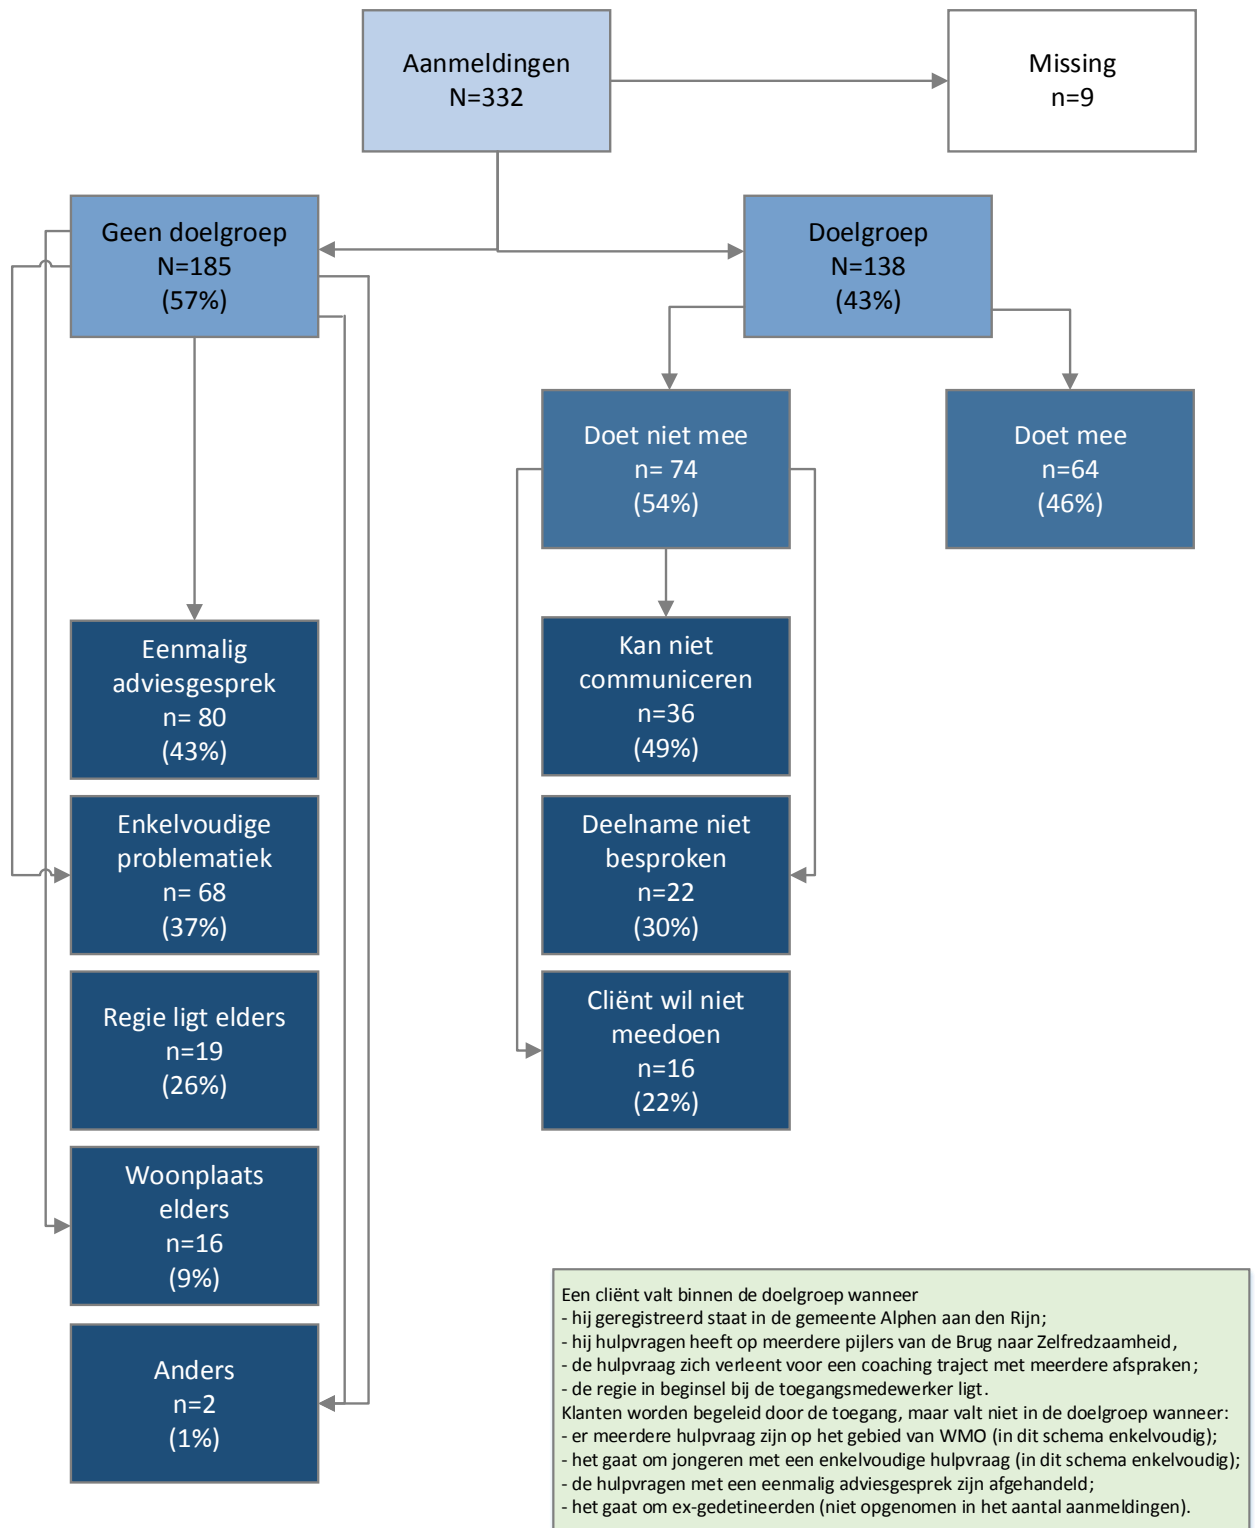 Aanmeldingen
N=332
Missing
n=9
Geen doelgroep
N=185
(57%)
Doelgroep
N=138
(43%)
Doet niet mee
n= 74
(54%)
Doet mee
n=64
(46%)
Eenmalig
adviesgesprek
n= 80
(43%)
Enkelvoudige
problematiek
n= 68
(37%)
Regie ligt elders
n=19
(26%)
Woonplaats
elders
n=16
(9%)
Anders
n=2
(1%)
Kan niet
communiceren
n=36
(49%)
Deelname niet
besproken
n=22
(30%)
Cliënt wil niet
meedoen
n=16
(22%)
Een cliënt valt binnen de doelgroep wanneer
- hij geregistreerd staat in de gemeente Alphen aan den Rijn;
- hij hulpvragen heeft op meerdere pijlers van de Brug naar Zelfredzaamheid,
- de hulpvraag zich verleent voor een coaching traject met meerdere afspraken;
- de regie in beginsel bij de toegangsmedewerker ligt.
Klanten worden begeleid door de toegang, maar valt niet in de doelgroep wanneer:
- er meerdere hulpvraag zijn op het gebied van WMO (in dit schema enkelvoudig);
- het gaat om jongeren met een enkelvoudige hulpvraag (in dit schema enkelvoudig);
- de hulpvragen met een eenmalig adviesgesprek zijn afgehandeld;
- het gaat om ex-gedetineerden (niet opgenomen in het aantal aanmeldingen).